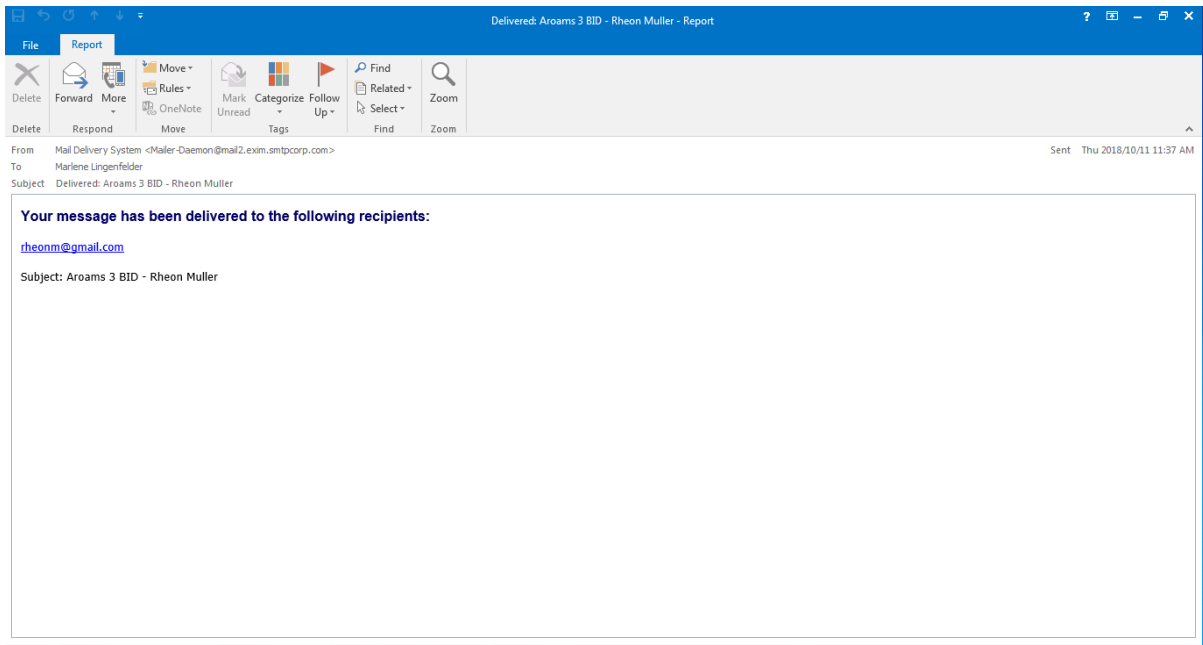 Delivered: Aroams 3 BID - Rheon Muller - Report
File Report
Delete
Forward
More
Move
Rules
OneNote
Mark Unread
Categorize
Follow Up
Find
Related
Select
Zoom
Delete Respond Move Tags Find Zoom
From Mail Delivery System <Mailer-Daemon@mail2.exim.smtpcorp.com> Sent Thu 2018/10/11 11:37 AM
To Marlene Lingenfelder
Subject Delivered: Aroams 3 BID - Rheon Muller
Your message has been delivered to the following recipients:
rheonm@gmail.com
Subject: Aroams 3 BID - Rheon Muller